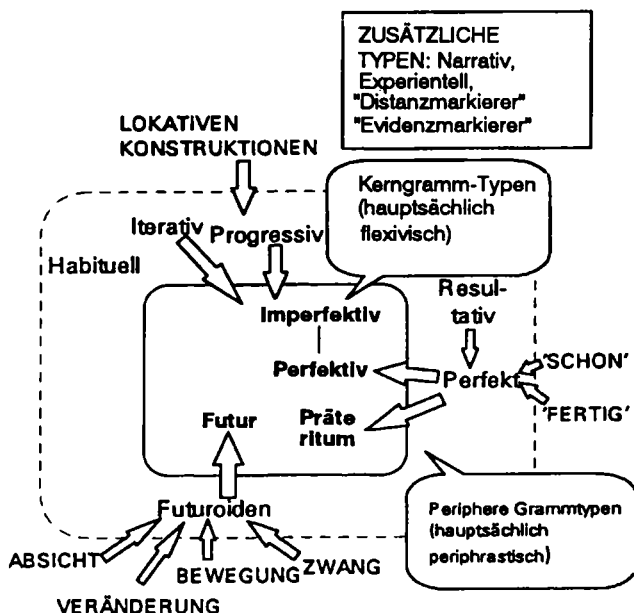 ZUSÄTZLICHE
TYPEN: Narrativ,
Experientell,
"Distanzmarkierer"
"Evidenzmarkierer"
LOKATIVEN
KONSTRUKTIONEN
Kerngramm-Typen
(hauptsächlich
flexivisch)
Iterativ
Progressiv
Habituell
Resul-
tativ
Imperfektiv
Perfektiv
Perfekt
'SCHON'
'FERTIG'
Futur
Präte
ritum
Futuroiden
Periphere Grammtypen
(hauptsächlich
periphrastisch)
ABSICHT
BEWEGUNG
ZWANG
VERÄNDERUNG